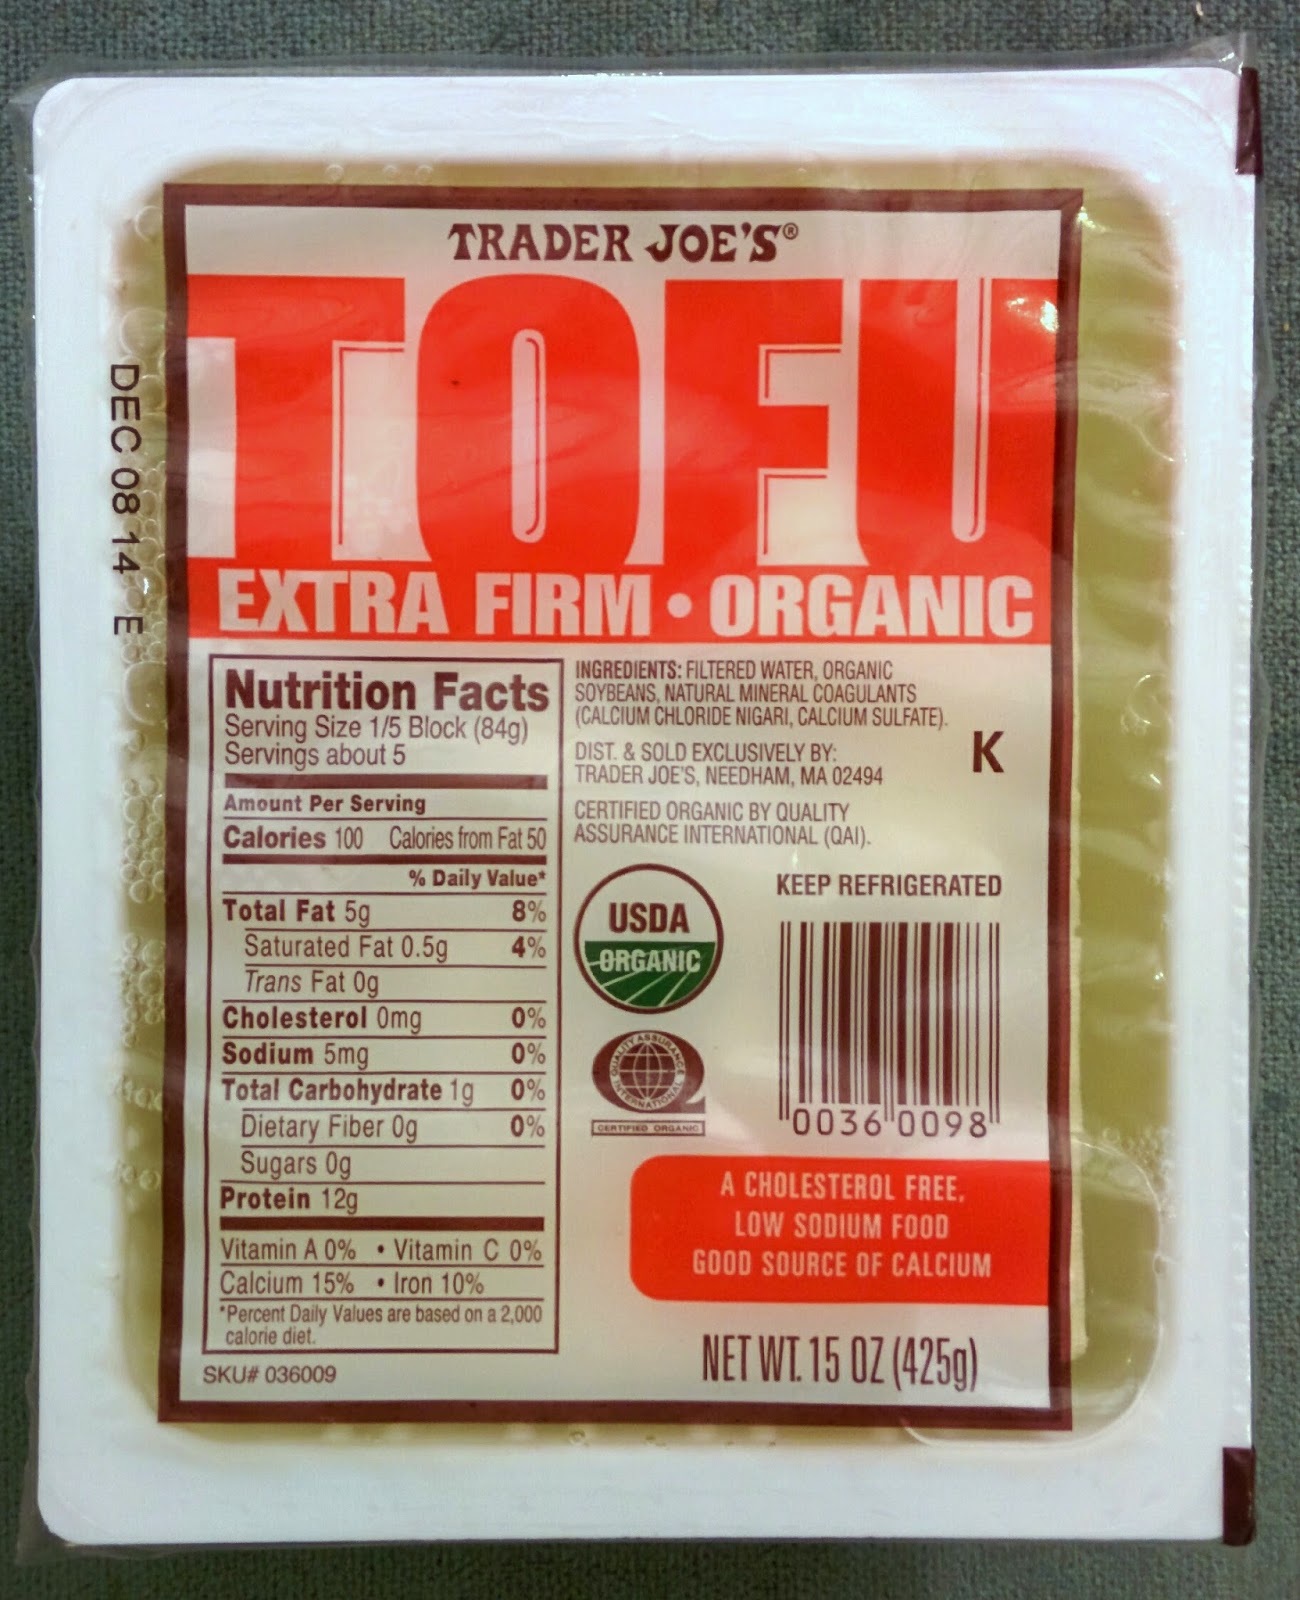 TRADER JOE'S®
TOFU
EXTRA FIRM • ORGANIC
DEC 08 14 E
Nutrition Facts
Serving Size 1/5 Block (84g)
Servings about 5
Amount Per Serving
Calories 100 Calories from Fat 50
% Daily Value*
Total Fat 5g 8%
Saturated Fat 0.5g 4%
Trans Fat 0g
Cholesterol 0mg 0%
Sodium 5mg 0%
Total Carbohydrate 1g 0%
Dietary Fiber 0g 0%
Sugars 0g
Protein 12g
Vitamin A 0% • Vitamin C 0%
Calcium 15% • Iron 10%
*Percent Daily Values are based on a 2,000
calorie diet.
SKU# 036009
INGREDIENTS: FILTERED WATER, ORGANIC
SOYBEANS, NATURAL MINERAL COAGULANTS
(CALCIUM CHLORIDE NIGARI, CALCIUM SULFATE).
K
DIST. & SOLD EXCLUSIVELY BY:
TRADER JOE'S, NEEDHAM, MA 02494
CERTIFIED ORGANIC BY QUALITY
ASSURANCE INTERNATIONAL (QAI).
USDA
ORGANIC
QUALITY ASSURANCE
INTERNATIONAL
CERTIFIED ORGANIC
KEEP REFRIGERATED
0036 0098
A CHOLESTEROL FREE,
LOW SODIUM FOOD
GOOD SOURCE OF CALCIUM
NET WT. 15 OZ (425g)